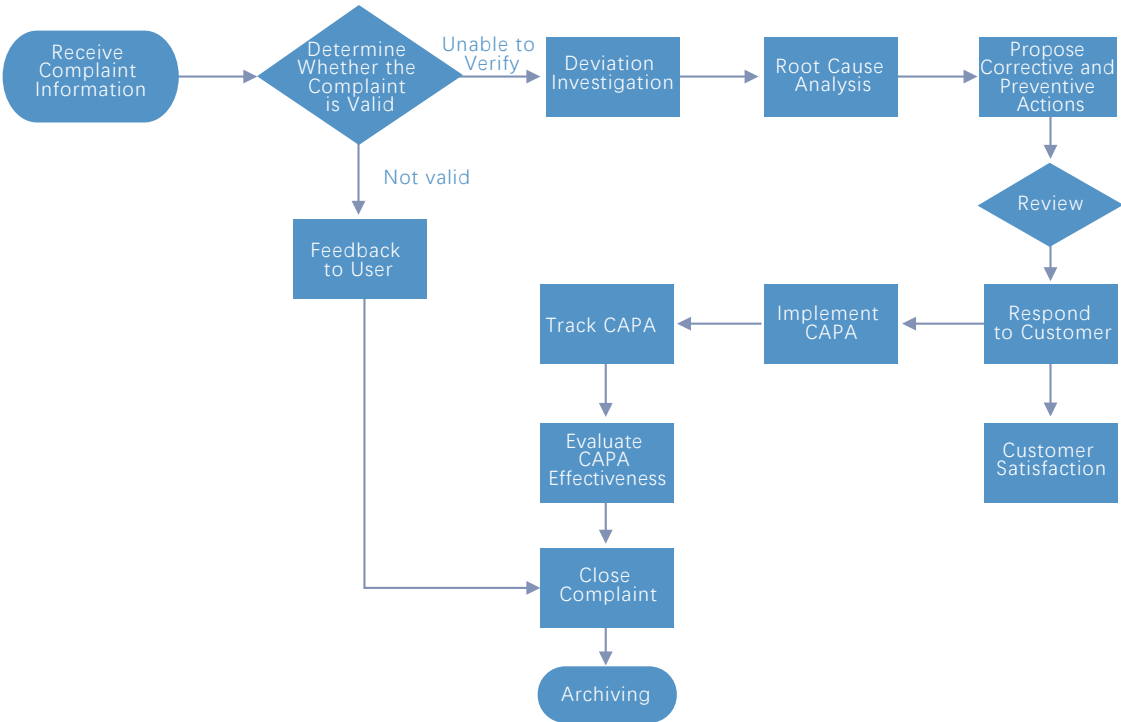 Receive
Complaint
Information
Determine
Whether the
Complaint
is Valid
Unable to
Verify
Deviation
Investigation
Root Cause
Analysis
Propose
Corrective and
Preventive
Actions
Not valid
Review
Feedback
to User
Track CAPA
Implement
CAPA
Respond
to Customer
Evaluate
CAPA
Effectiveness
Customer
Satisfaction
Close
Complaint
Archiving